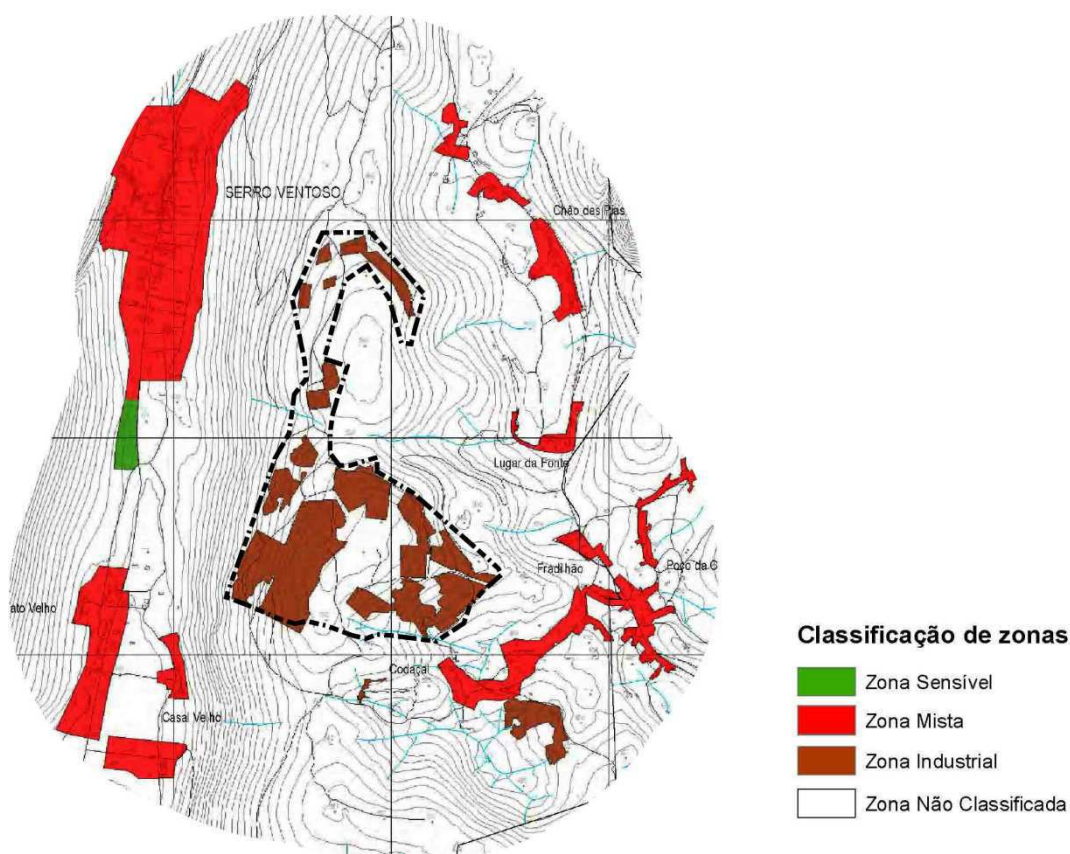 SERRO VENTOSO
Chão das Pias
Lugar da Fonte
Fradilhão
Poço da C
ato Velho
Codaçal
Casal Velho
Classificação de zonas
Zona Sensível
Zona Mista
Zona Industrial
Zona Não Classificada